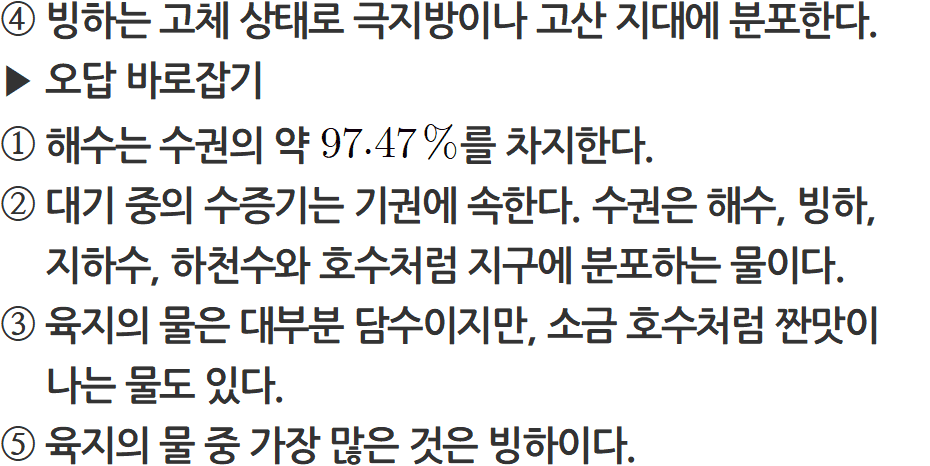 ④ 빙하는 고체 상태로 극지방이나 고산 지대에 분포한다.
▶ 오답 바로잡기
① 해수는 수권의 약 97.47%를 차지한다.
② 대기 중의 수증기는 기권에 속한다. 수권은 해수, 빙하,
지하수, 하천수와 호수처럼 지구에 분포하는 물이다.
③ 육지의 물은 대부분 담수이지만, 소금 호수처럼 짠맛이
나는 물도 있다.
⑤ 육지의 물 중 가장 많은 것은 빙하이다.